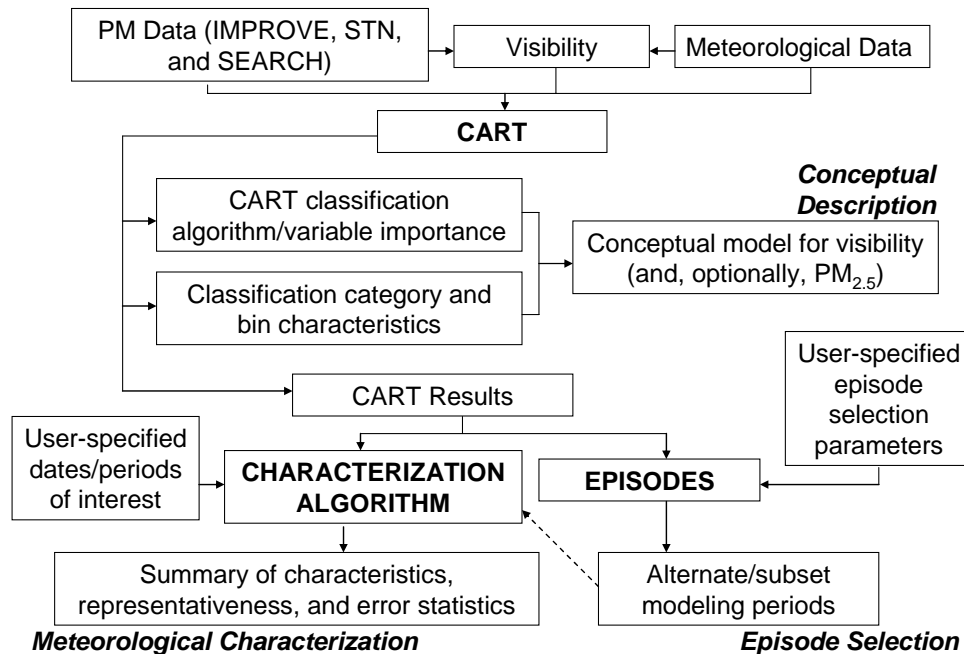 PM Data (IMPROVE, STN,
and SEARCH)
Visibility
Meteorological Data
CART
CART classification
algorithm/variable importance
Classification category and
bin characteristics
Conceptual
Description
Conceptual model for visibility
(and, optionally, PM2.5)
CART Results
User-specified
episode
selection
parameters
User-specified
dates/periods
of interest
CHARACTERIZATION
ALGORITHM
EPISODES
Summary of characteristics,
representativeness, and error statistics
Alternate/subset
modeling periods
Meteorological Characterization
Episode Selection